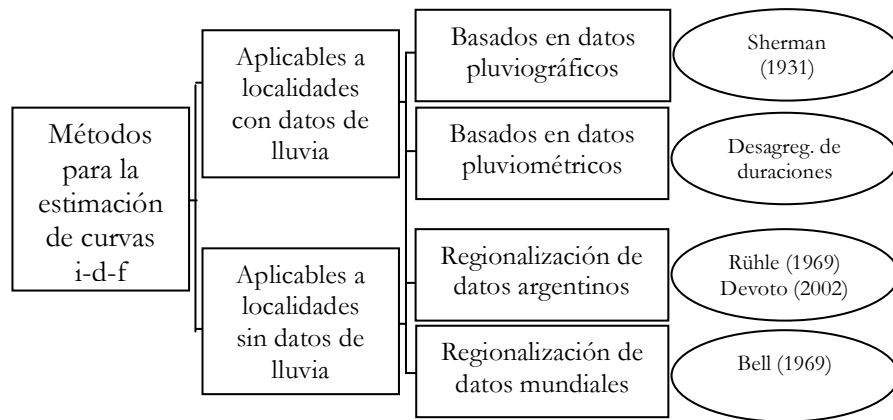 Métodos
para la
estimación
de curvas
i-d-f
Aplicables a
localidades
con datos de
lluvia
Basados en datos
pluviográficos
Sherman
(1931)
Basados en datos
pluviométricos
Desagreg. de
duraciones
Aplicables a
localidades
sin datos de
lluvia
Regionalización de
datos argentinos
Rühle (1969)
Devoto (2002)
Regionalización de
datos mundiales
Bell (1969)